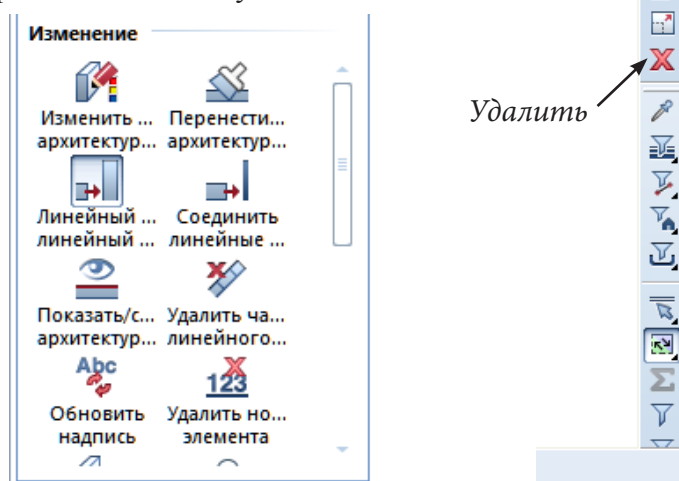 Изменение
Изменить ... Перенести...
архитектур... архитектур...
Линейный ... Соединить
линейный ... линейные ...
Показать/с... Удалить ча...
архитектур... линейного...
Abc
123
Обновить Удалить но...
надпись элемента
Удалить